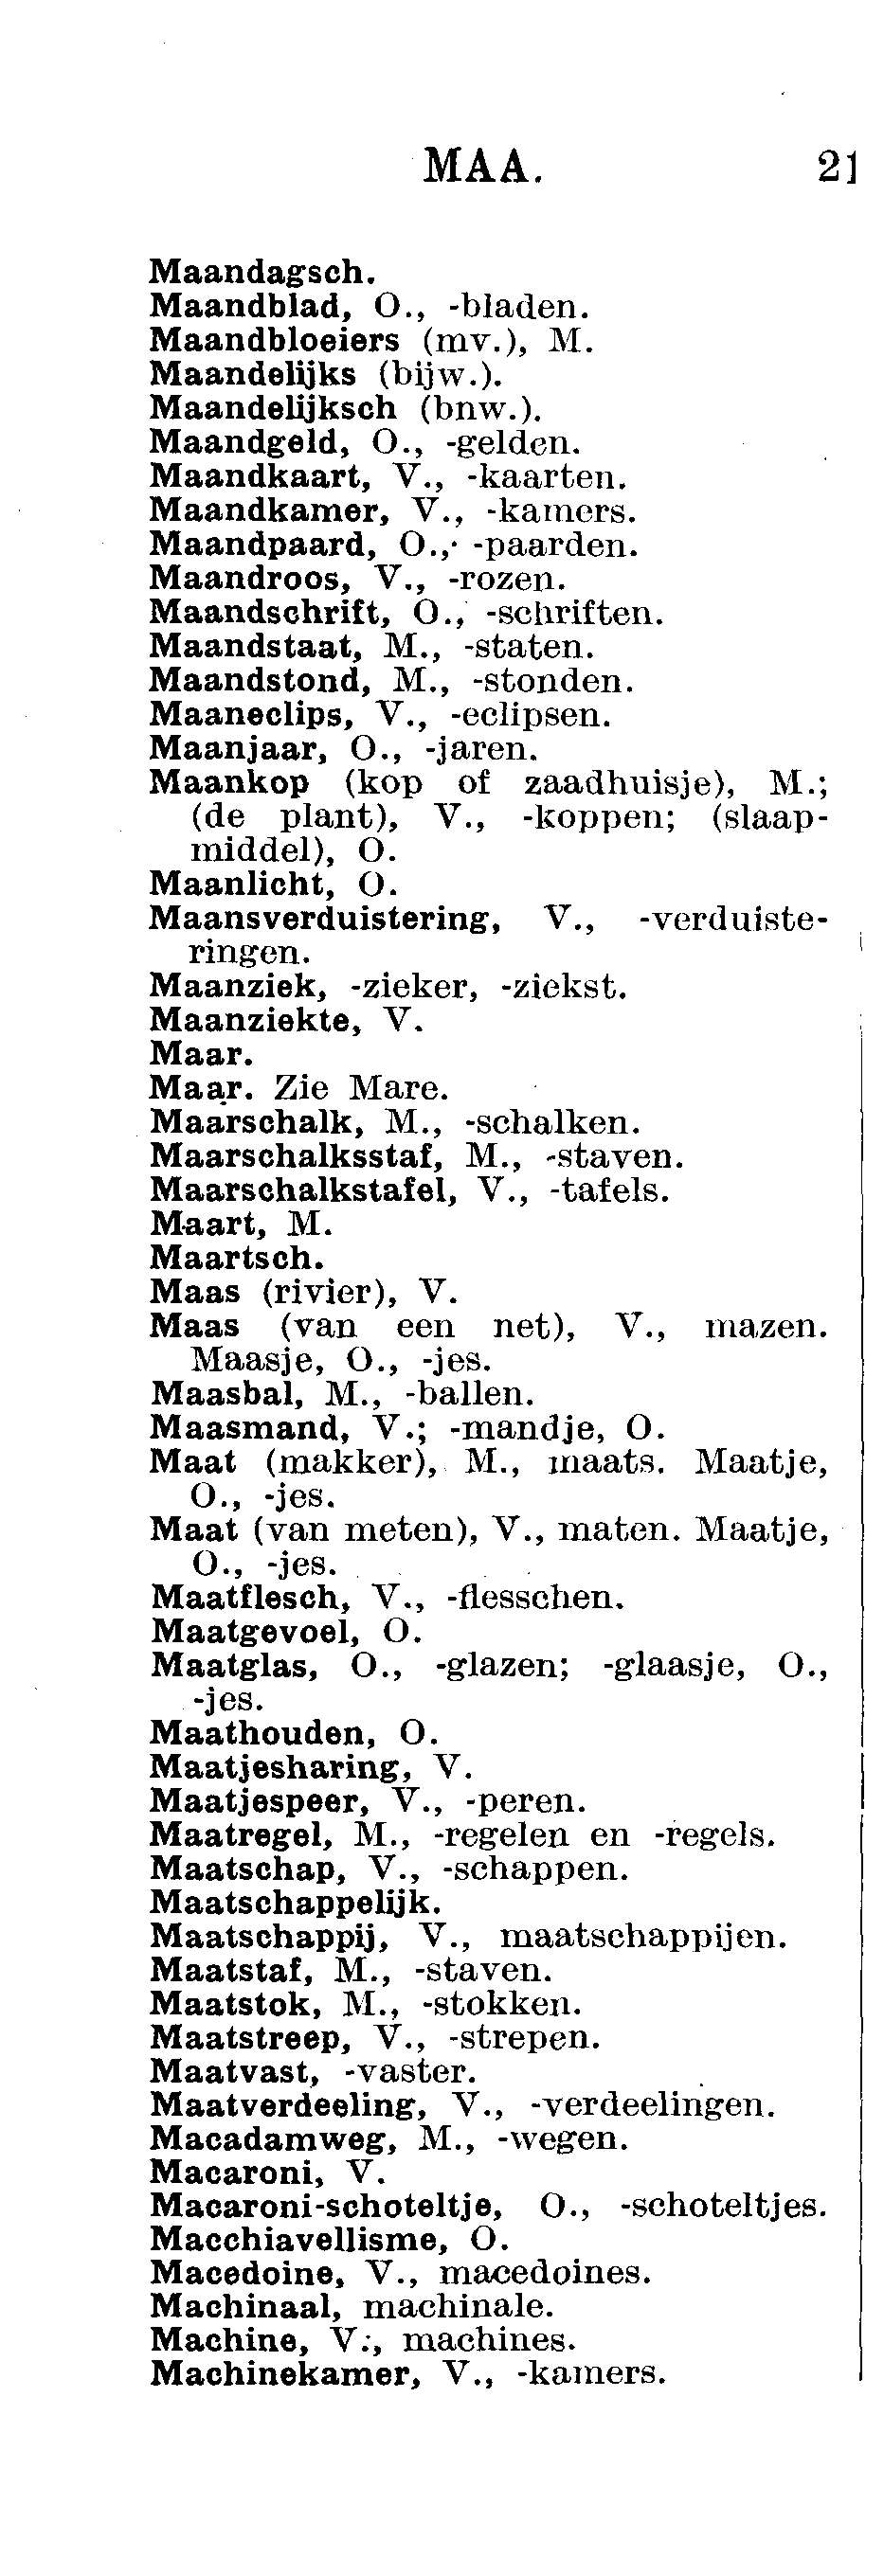 MAA. 21
Maandagsch.
Maandblad, O., -bladen.
Maandbloeiers (mv.), M.
Maandelijks (bijw.).
Maandelijksch (bnw.).
Maandgeld, O., -gelden.
Maandkaart, V., -kaarten.
Maandkamer, V., -kamers.
Maandpaard, O., -paarden.
Maandroos, V., -rozen.
Maandschrift, O., -schriften.
Maandstaat, M., -staten.
Maandstond, M., -stonden.
Maaneclips, V., -eclipsen.
Maanjaar, O., -jaren.
Maankop (kop of zaadhuisje), M.;
(de plant), V., -koppen; (slaap-
middel), O.
Maanlicht, O.
Maansverduistering, V., -verduiste-
ringen.
Maanziek, -zieker, -ziekst.
Maanziekte, V.
Maar.
Maar. Zie Mare.
Maarschalk, M., -schalken.
Maarschalksstaf, M., -staven.
Maarschalkstafel, V., -tafels.
Maart, M.
Maartsch.
Maas (rivier), V.
Maas (van een net), V., mazen.
Maasje, O., -jes.
Maasbal, M., -ballen.
Maasmand, V.; -mandje, O.
Maat (makker), M., maats. Maatje,
O., -jes.
Maat (van meten), V., maten. Maatje,
O., -jes.
Maatflesch, V., -flesschen.
Maatgevoel, O.
Maatglas, O., -glazen; -glaasje, O.,
-jes.
Maathouden, O.
Maatjesharing, V.
Maatjespeer, V., -peren.
Maatregel, M., -regelen en -regels.
Maatschap, V., -schappen.
Maatschappelijk.
Maatschappij, V., maatschappijen.
Maatstaf, M., -staven.
Maatstok, M., -stokken.
Maatstreep, V., -strepen.
Maatvast, -vaster.
Maatverdeeling, V., -verdeelingen.
Macadamweg, M., -wegen.
Macaroni, V.
Macaroni-schoteltje, O., -schoteltjes.
Macchiavellisme, O.
Macedoine, V., macedoines.
Machinaal, machinale.
Machine, V., machines.
Machinekamer, V., -kamers.